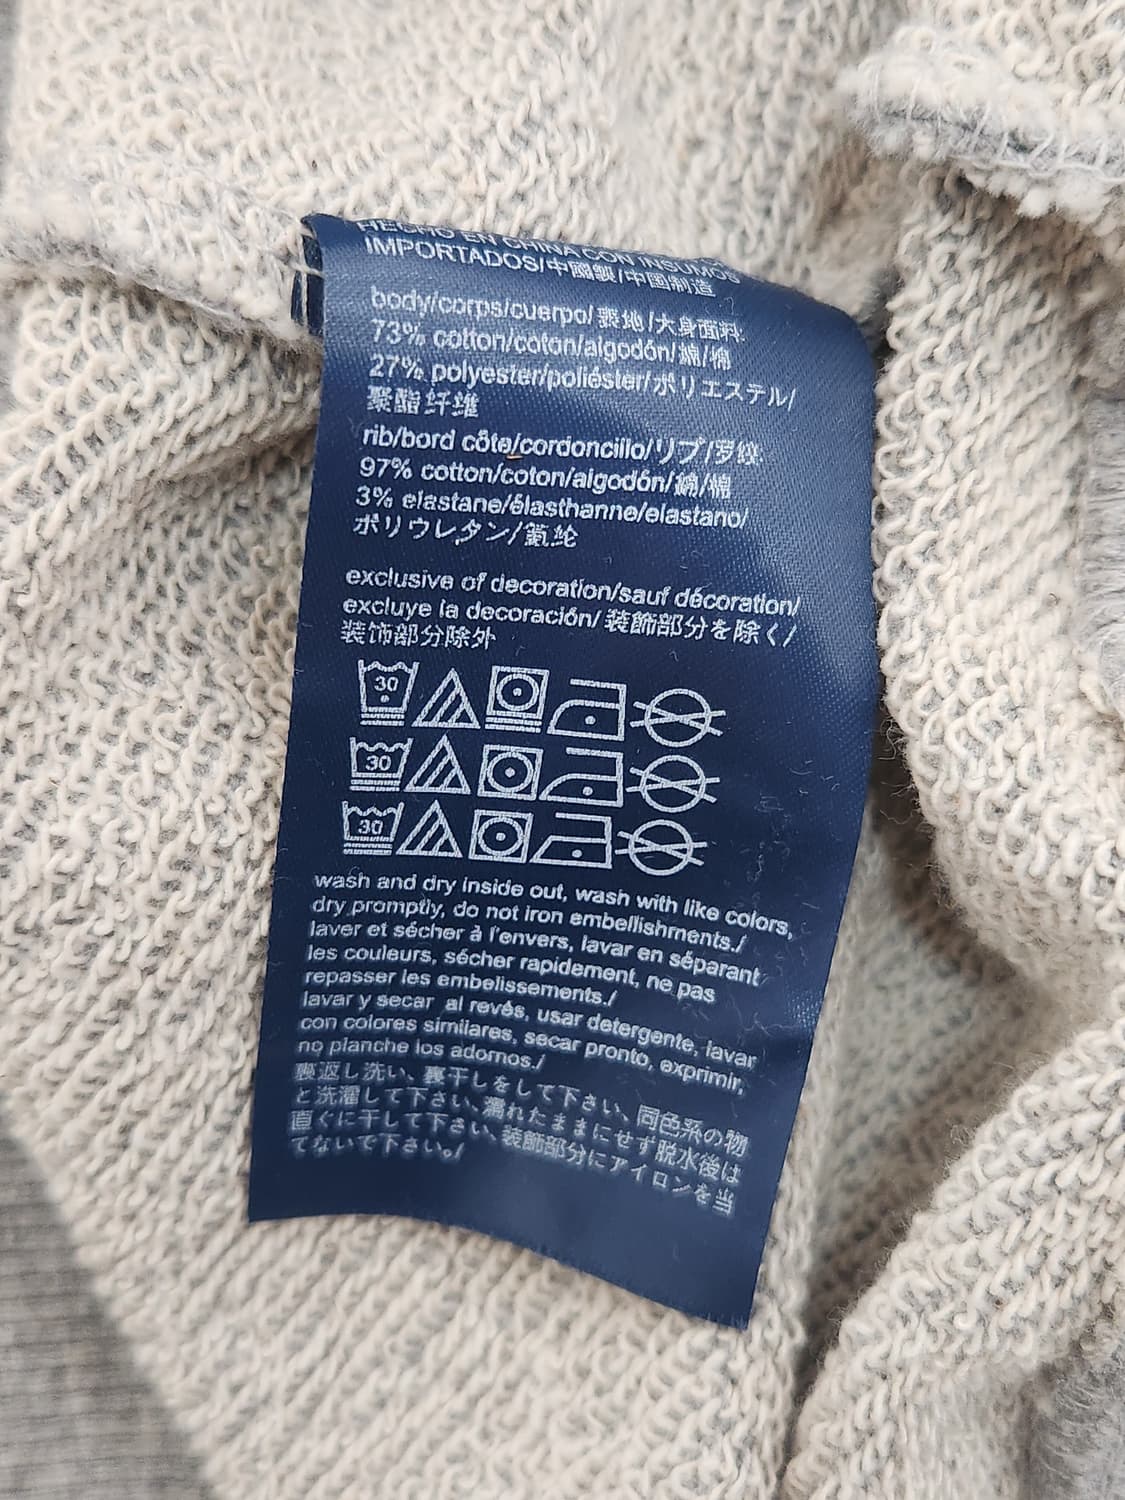 HECHO EN CHINA CON INSUMOS
IMPORTADOS/中國製/中国制造
body/corps/cuerpo/表地/大身面料:
73% cotton/coton/algodón/綿/棉
27% polyester/poliéster/ポリエステル/
聚酯纤维
rib/bord côte/cordoncillo/リブ/罗纹:
97% cotton/coton/algodón/綿/棉
3% elastane/élasthanne/elastano/
ポリウレタン/氨纶
exclusive of decoration/sauf décoration/
excluye la decoración/装飾部分を除く/
装饰部分除外
30
30
30
wash and dry inside out, wash with like colors,
dry promptly, do not iron embellishments./
laver et sécher à l'envers, lavar en séparant
les couleurs, sécher rapidement, ne pas
repasser les embelissements./
lavar y secar al revés, usar detergente, lavar
con colores similares, secar pronto, exprimir,
no planche los adornos./
裏返し洗い、裏干しをして下さい、同色系の物
と洗濯して下さい、濡れたままにせず脱水後は
直ぐに干して下さい、装飾部分にアイロンを当
てないで下さい。/